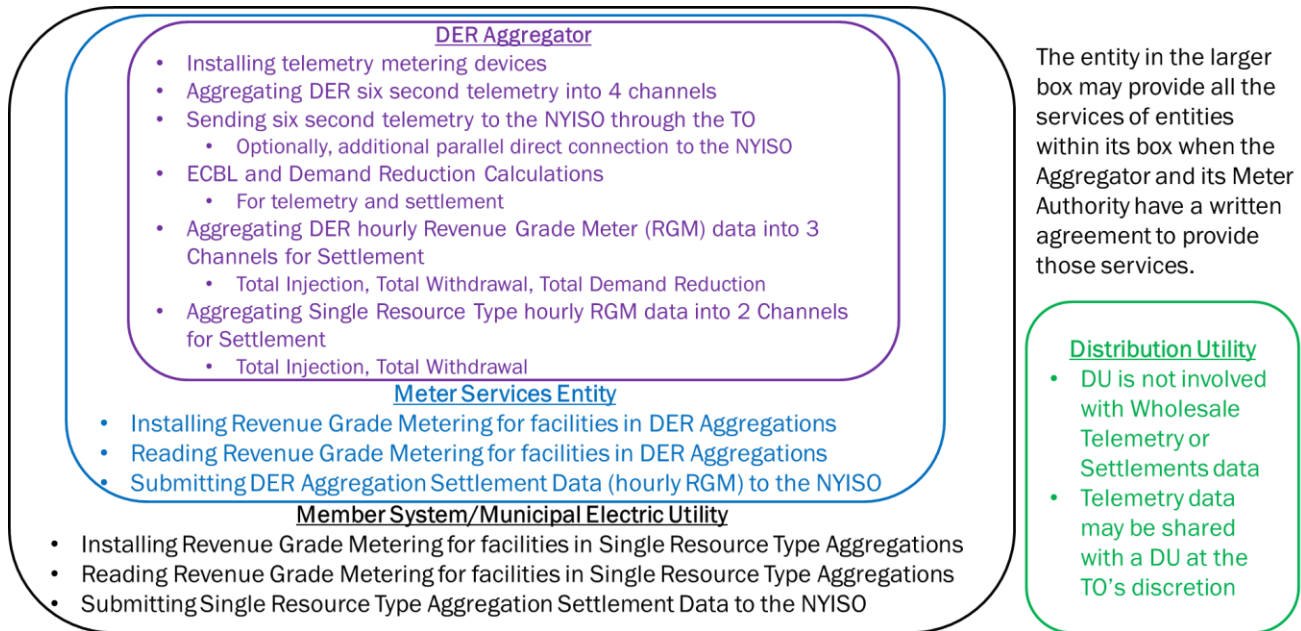 DER Aggregator
• Installing telemetry metering devices
• Aggregating DER six second telemetry into 4 channels
• Sending six second telemetry to the NYISO through the TO
• Optionally, additional parallel direct connection to the NYISO
• ECBL and Demand Reduction Calculations
• For telemetry and settlement
• Aggregating DER hourly Revenue Grade Meter (RGM) data into 3
Channels for Settlement
• Total Injection, Total Withdrawal, Total Demand Reduction
• Aggregating Single Resource Type hourly RGM data into 2 Channels
for Settlement
• Total Injection, Total Withdrawal
Meter Services Entity
• Installing Revenue Grade Metering for facilities in DER Aggregations
• Reading Revenue Grade Metering for facilities in DER Aggregations
• Submitting DER Aggregation Settlement Data (hourly RGM) to the NYISO
Member System/Municipal Electric Utility
• Installing Revenue Grade Metering for facilities in Single Resource Type Aggregations
• Reading Revenue Grade Metering for facilities in Single Resource Type Aggregations
• Submitting Single Resource Type Aggregation Settlement Data to the NYISO
The entity in the larger
box may provide all the
services of entities
within its box when the
Aggregator and its Meter
Authority have a written
agreement to provide
those services.
Distribution Utility
• DU is not involved
with Wholesale
Telemetry or
Settlements data
• Telemetry data
may be shared
with a DU at the
TO's discretion